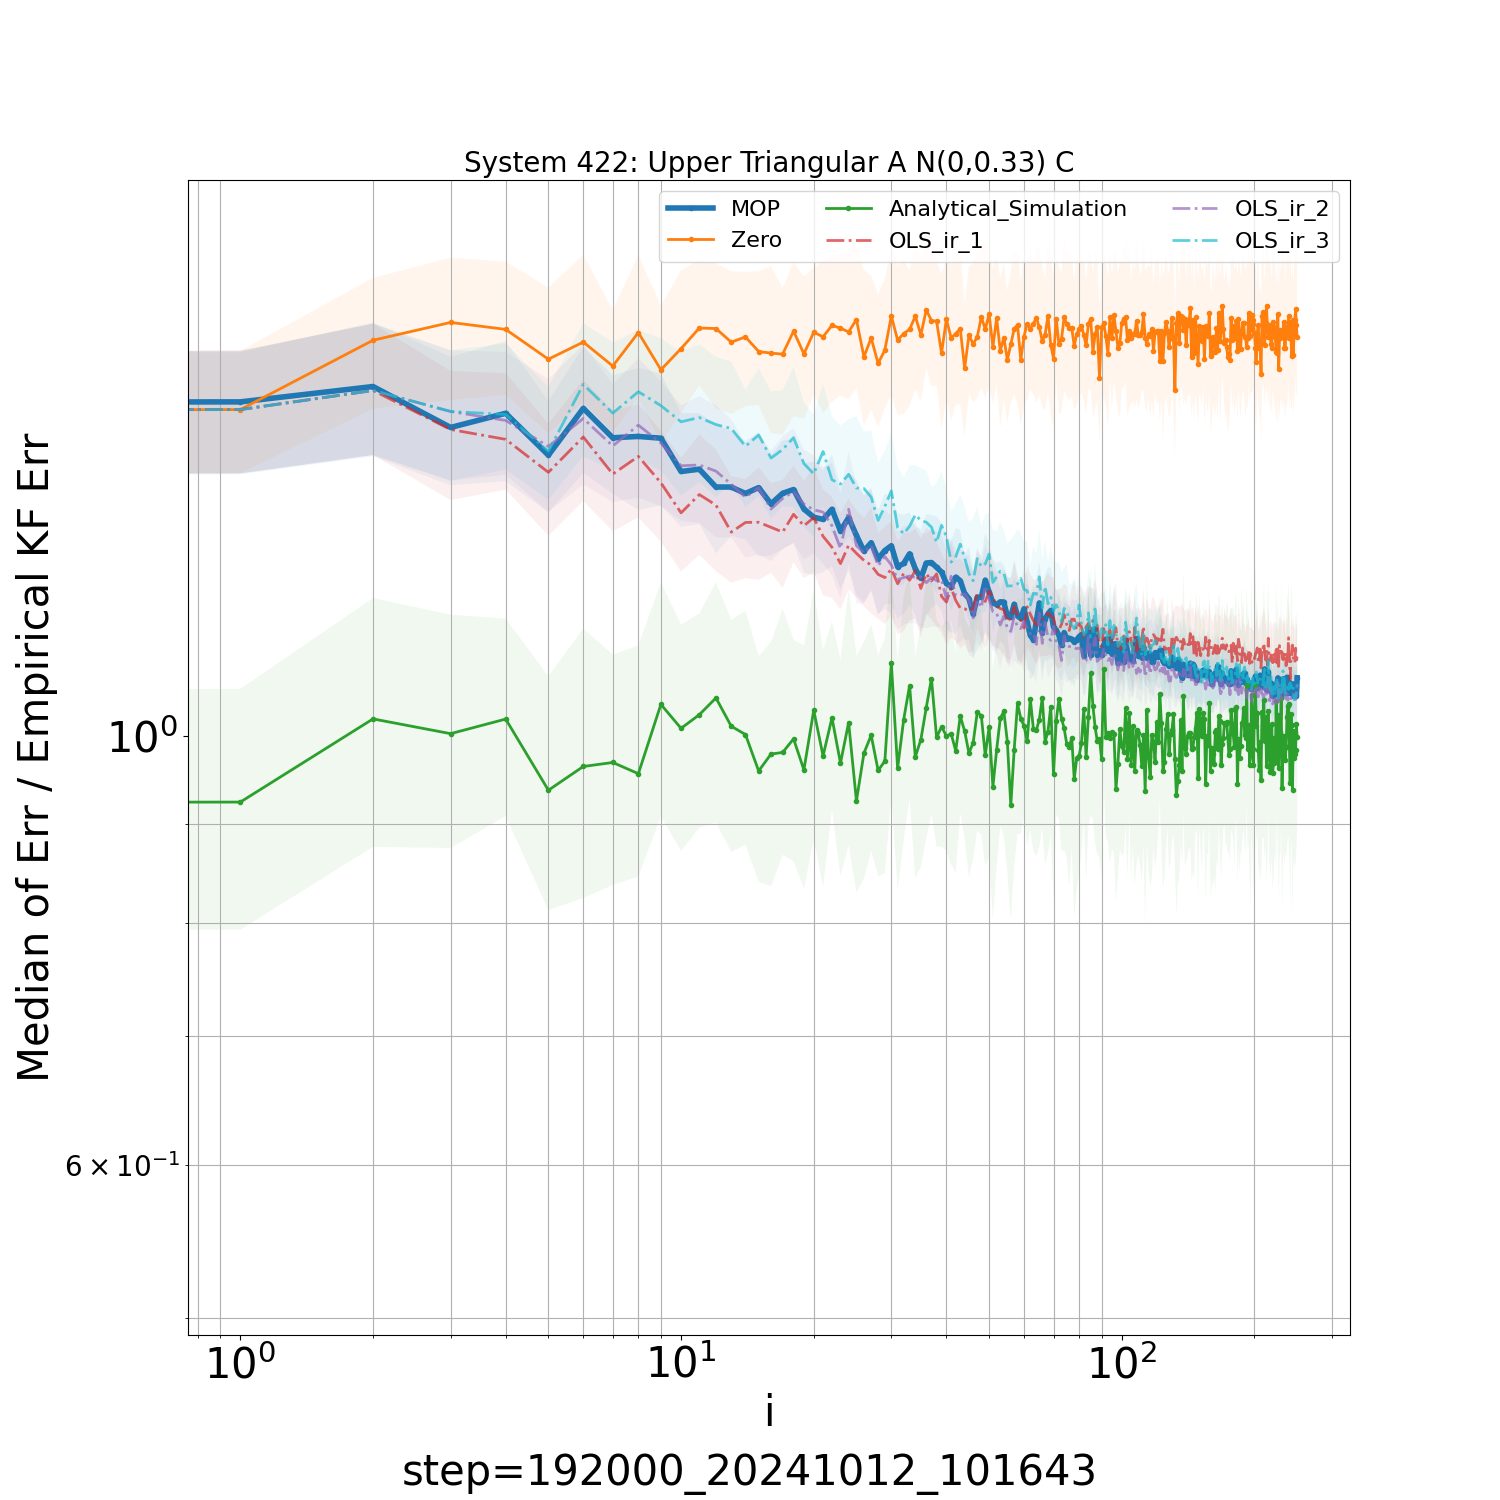 System 422: Upper Triangular A N(0,0.33) C
MOP
Zero
Analytical_Simulation
OLS_ir_1
OLS_ir_2
OLS_ir_3
Median of Err / Empirical KF Err
10⁰
6 × 10⁻¹
10⁰ 10¹ 10²
i
step=192000_20241012_101643